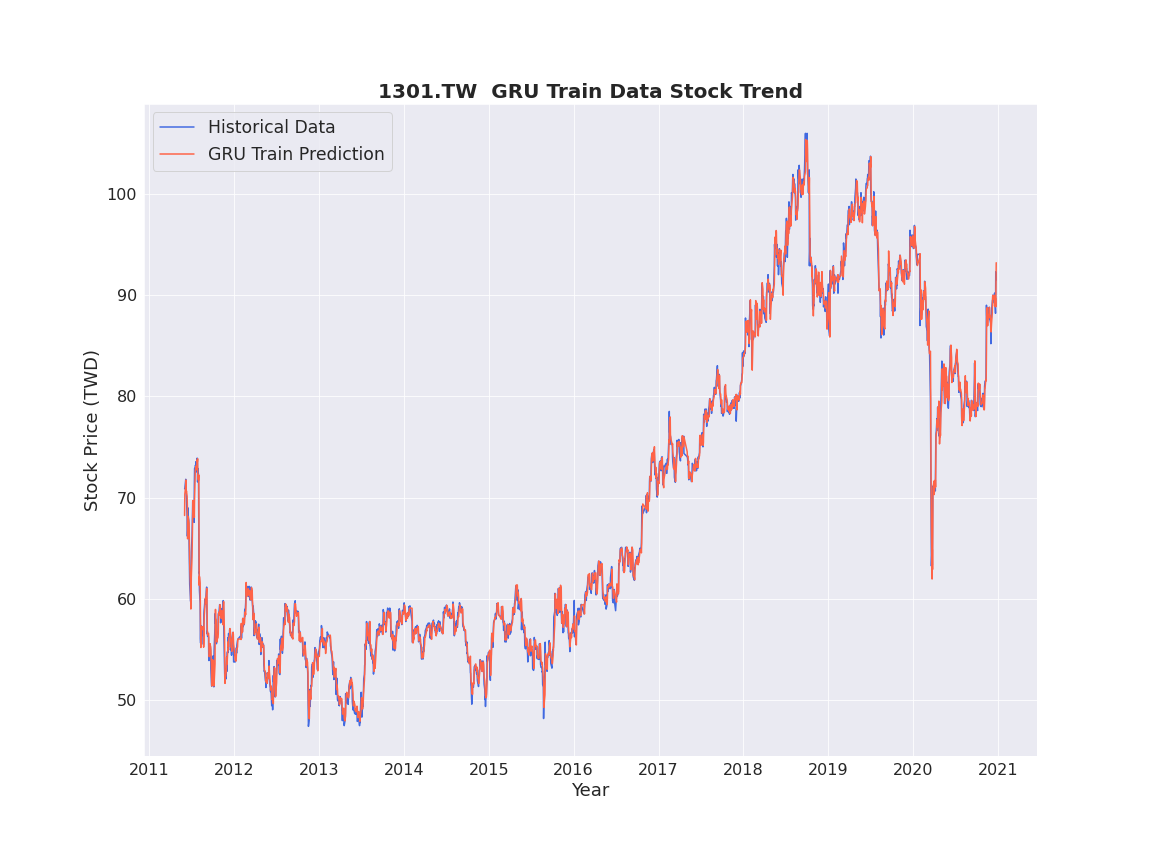 1301.TW  GRU Train Data Stock Trend
Historical Data
GRU Train Prediction
100
90
80
70
60
50
Stock Price (TWD)
2011 2012 2013 2014 2015 2016 2017 2018 2019 2020 2021
Year